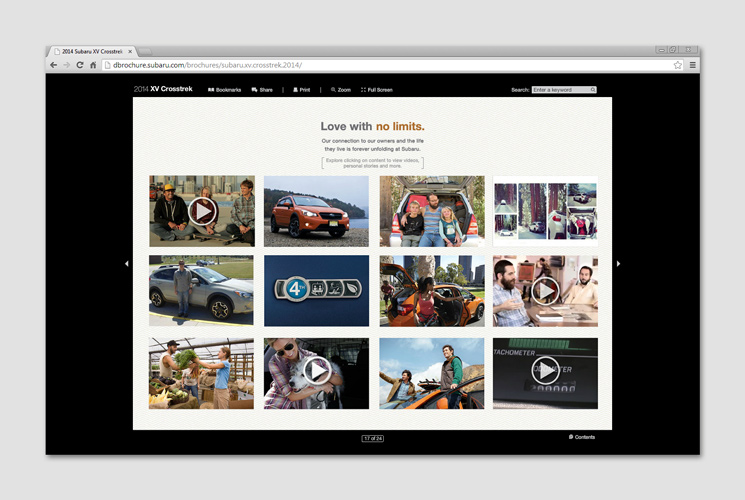 2014 Subaru XV Crosstrek
dbrochure.subaru.com/brochures/subaru.xv.crosstrek.2014/
2014 XV Crosstrek
Bookmarks
Share
Print
Zoom
Full Screen
Search:
Enter a keyword
Love with no limits.
Our connection to our owners and the life
they live is forever unfolding at Subaru.
Explore clicking on content to view videos,
personal stories and more.
4TH
TACHOMETER
ODOMETER
17 of 24
Contents